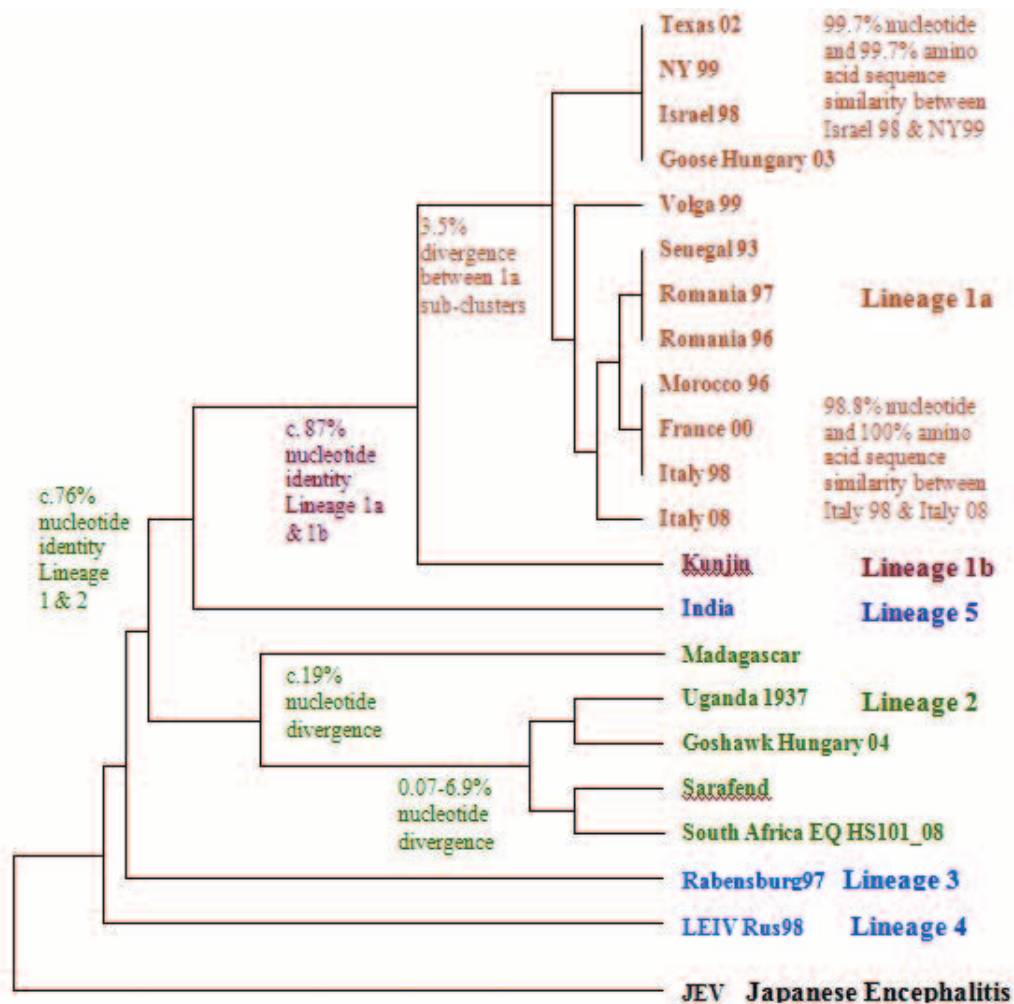 Texas 02
NY 99
Israel 98
Goose Hungary 03
99.7% nucleotide
and 99.7% amino
acid sequence
similarity between
Israel 98 & NY99
Volga 99
3.5%
divergence
between 1a
sub-clusters
Senegal 93
Romania 97
Lineage 1a
Romania 96
Morocco 96
France 00
Italy 98
Italy 08
98.8% nucleotide
and 100% amino
acid sequence
similarity between
Italy 98 & Italy 08
c. 87%
nucleotide
identity
Lineage 1a
& 1b
c.76%
nucleotide
identity
Lineage
1 & 2
Kunjin Lineage 1b
India Lineage 5
Madagascar
c.19%
nucleotide
divergence
Uganda 1937 Lineage 2
Goshawk Hungary 04
0.07-6.9%
nucleotide
divergence
Sarafend
South Africa EQ HS101_08
Rabensburg97 Lineage 3
LEIV Rus98 Lineage 4
JEV Japanese Encephalitis